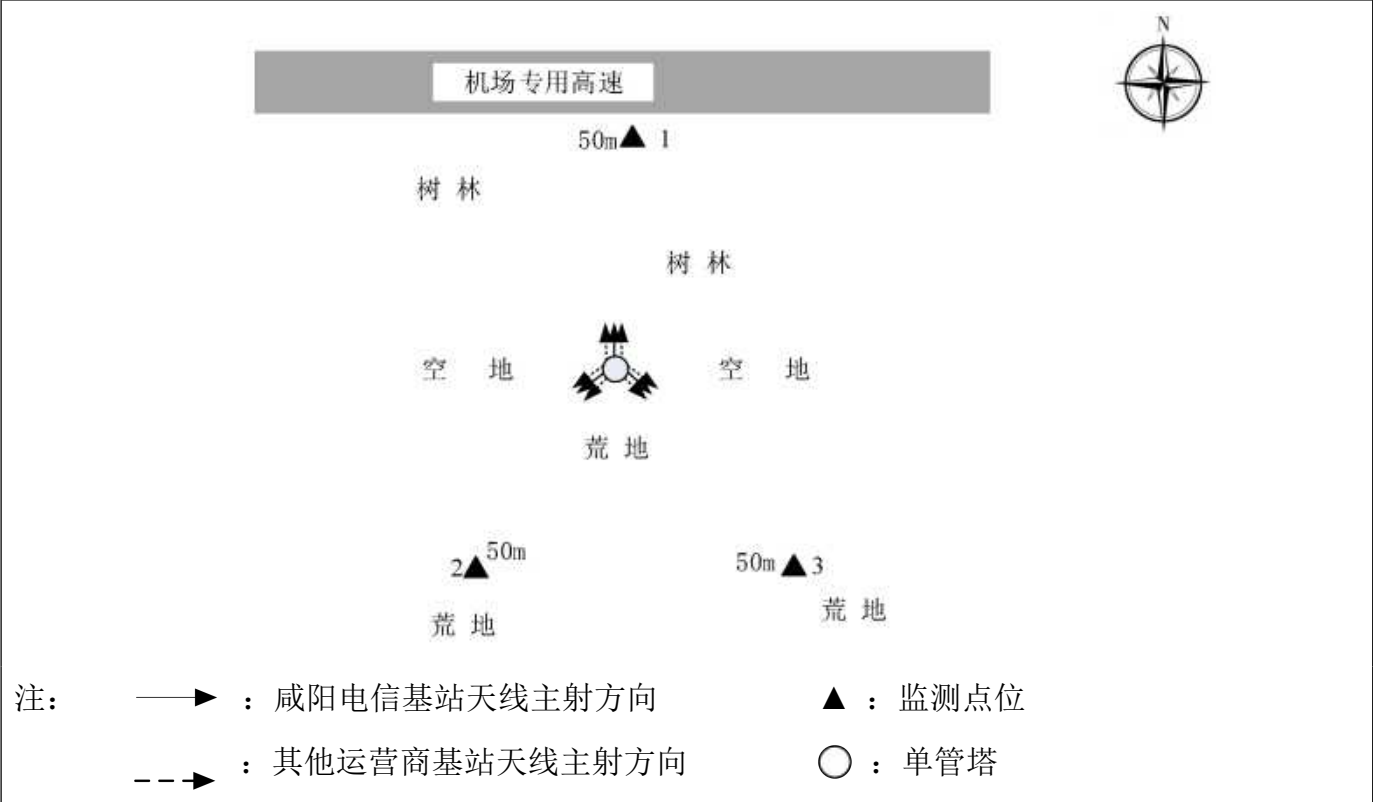 N
机场专用高速
50m 1
树 林
树 林
空 地 空 地
荒 地
2 50m 50m 3
荒 地
荒 地
注： ：咸阳电信基站天线主射方向 ▲ ：监测点位
：其他运营商基站天线主射方向 ：单管塔